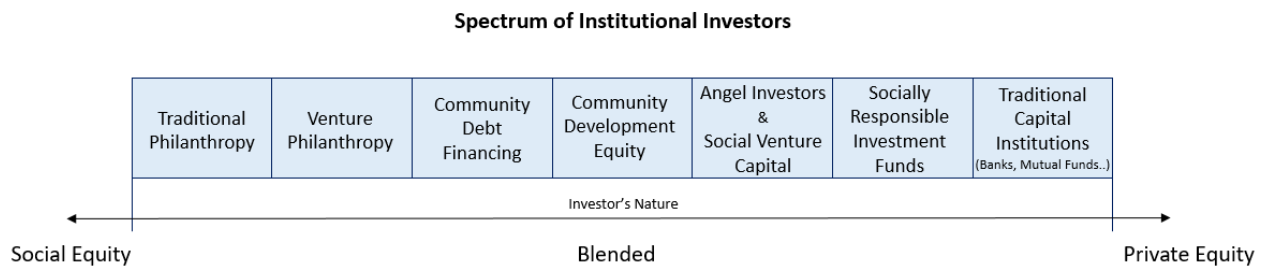 Spectrum of Institutional Investors
Traditional
Philanthropy
Venture
Philanthropy
Community
Debt
Financing
Community
Development
Equity
Angel Investors
&
Social Venture
Capital
Socially
Responsible
Investment
Funds
Traditional
Capital
Institutions
(Banks, Mutual Funds..)
Investor's Nature
Social Equity
Blended
Private Equity